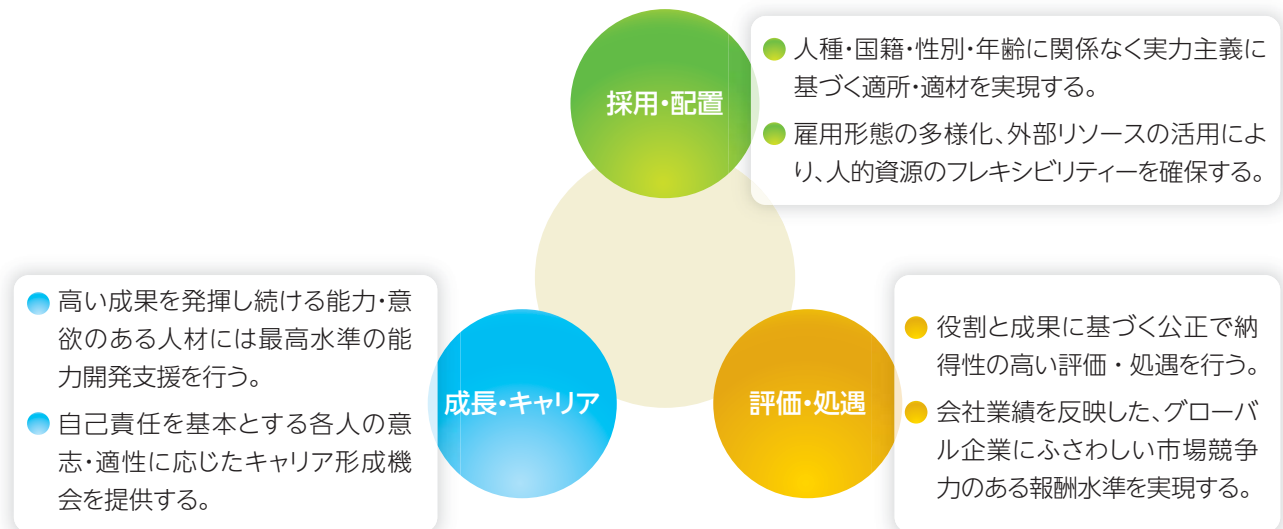 採用・配置
人種・国籍・性別・年齢に関係なく実力主義に
基づく適所・適材を実現する。
雇用形態の多様化、外部リソースの活用によ
り、人的資源のフレキシビリティーを確保する。
高い成果を発揮し続ける能力・意
欲のある人材には最高水準の能
力開発支援を行う。
自己責任を基本とする各人の意
志・適性に応じたキャリア形成機
会を提供する。
成長・キャリア
評価・処遇
役割と成果に基づく公正で納
得性の高い評価・処遇を行う。
会社業績を反映した、グローバ
ル企業にふさわしい市場競争
力のある報酬水準を実現する。